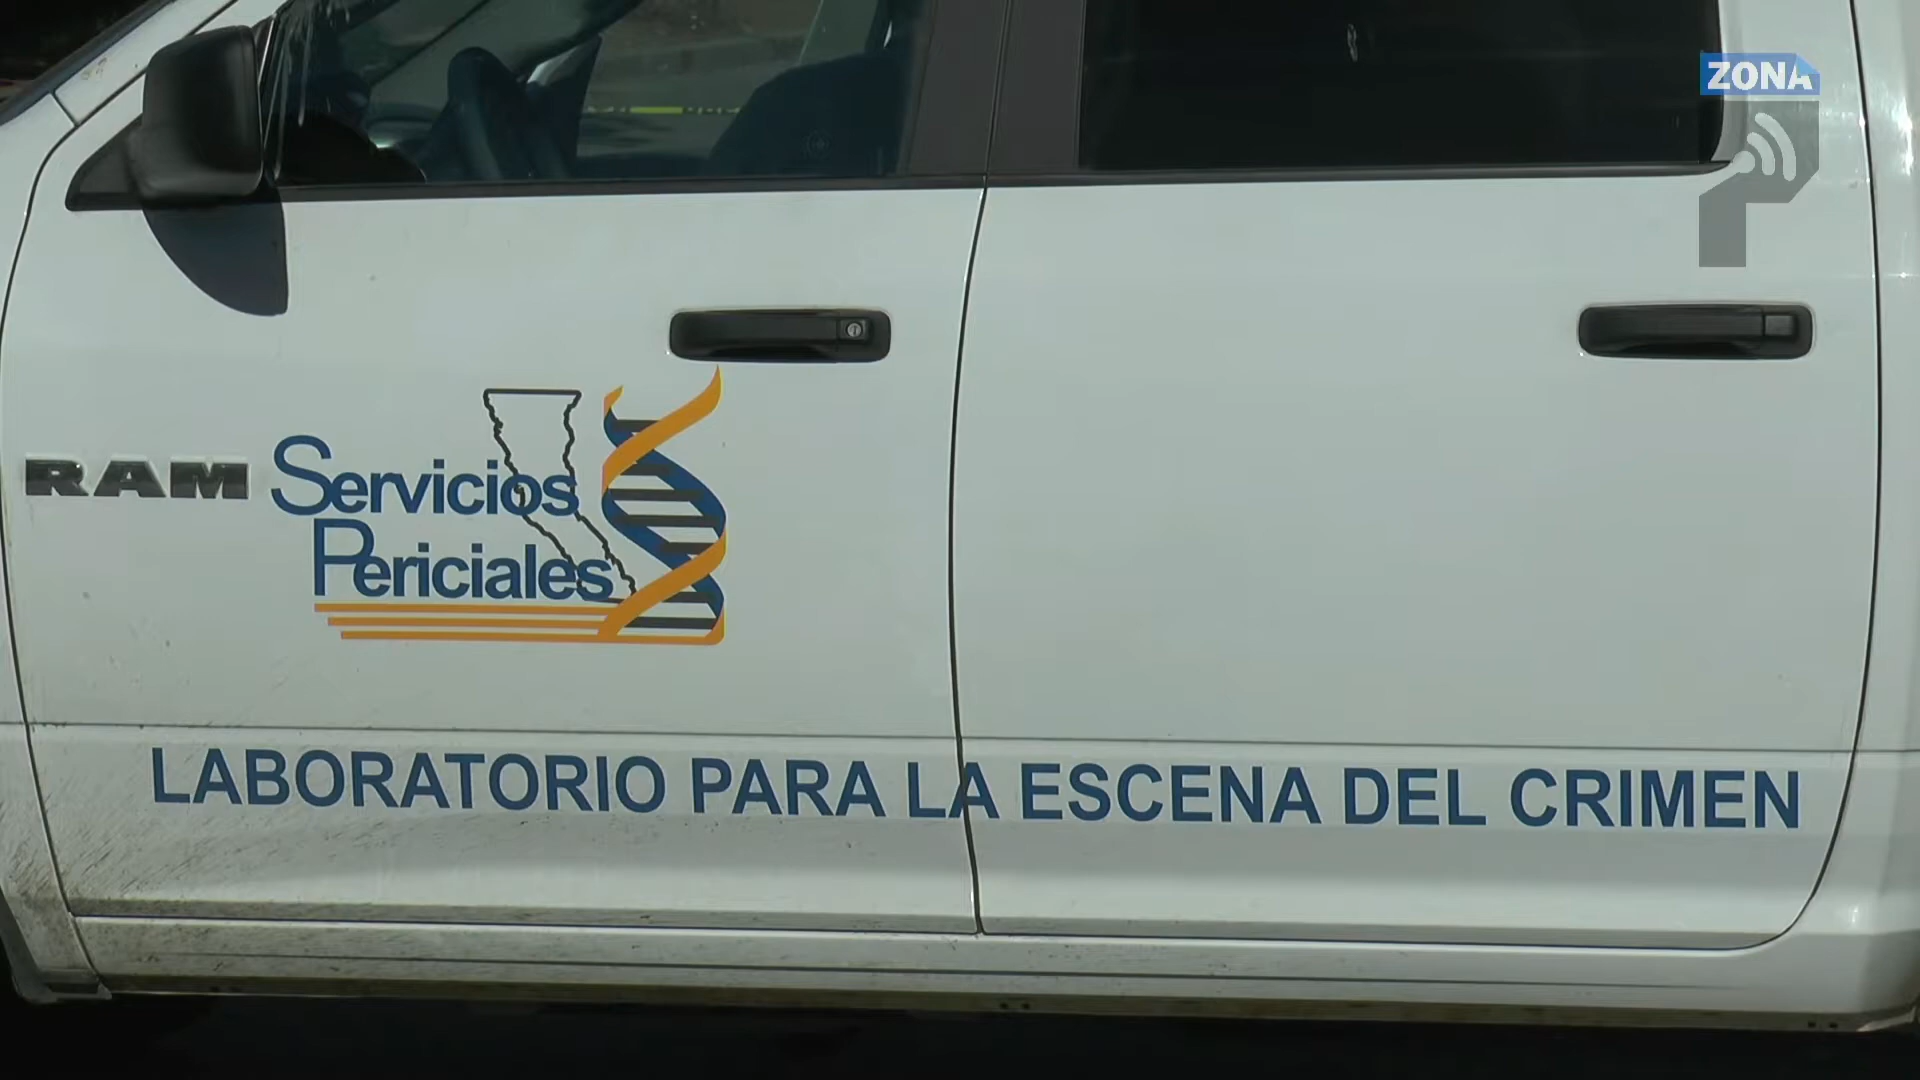 ZONA
RAM
Servicios
Periciales
LABORATORIO PARA LA ESCENA DEL CRIMEN